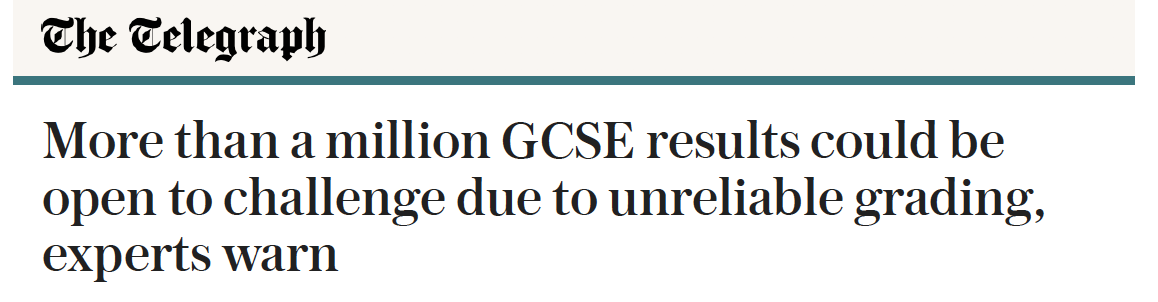 The Telegraph
More than a million GCSE results could be
open to challenge due to unreliable grading,
experts warn